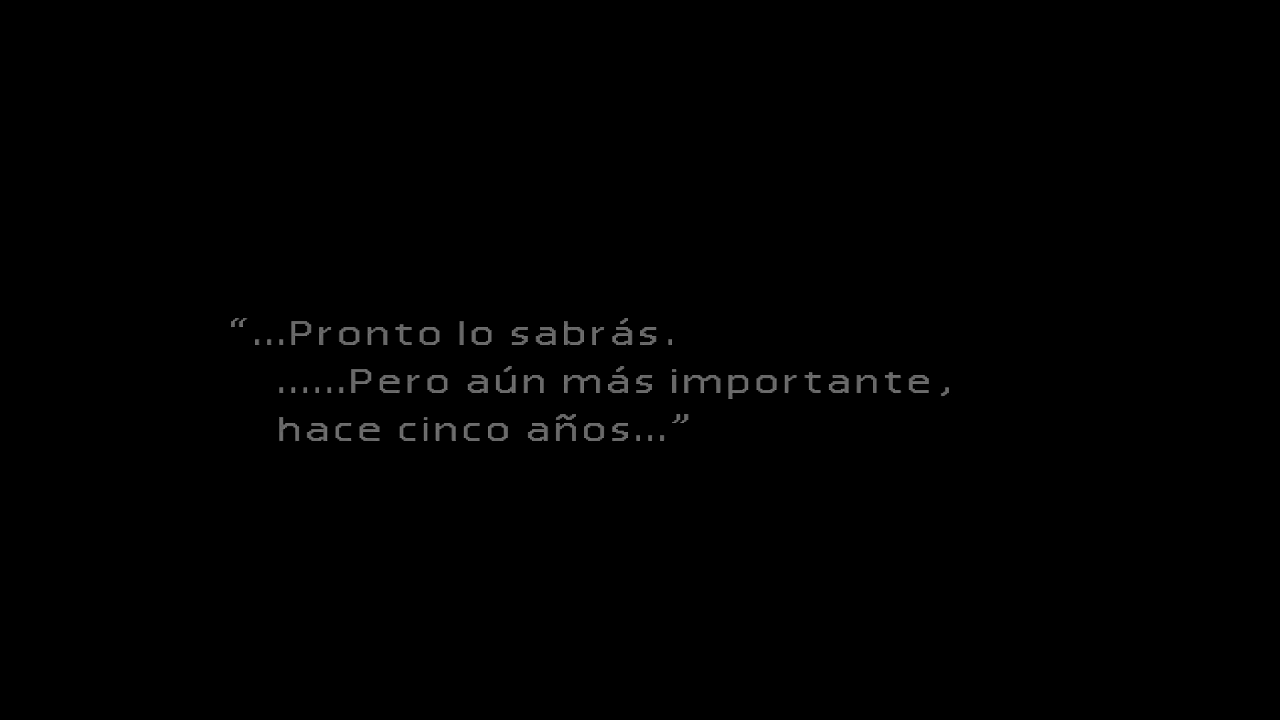 “...Pronto lo sabrás.
......Pero aún más importante,
hace cinco años...”